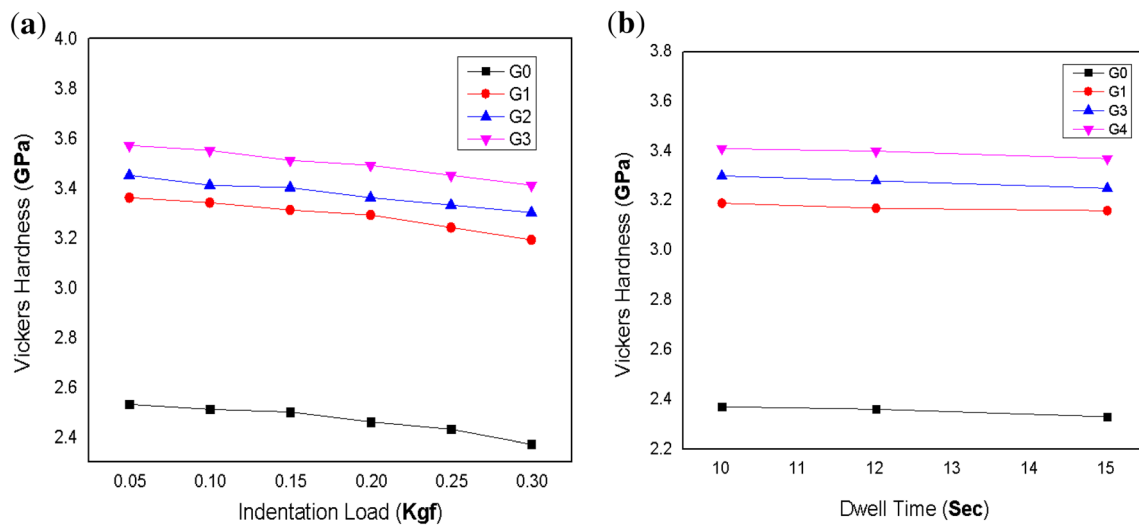 (a)
4.0
3.8
3.6
3.4
3.2
3.0
2.8
2.6
2.4
Vickers Hardness (GPa)
0.05 0.10 0.15 0.20 0.25 0.30
Indentation Load (Kgf)
G0
G1
G2
G3
(b)
3.8
3.6
3.4
3.2
3.0
2.8
2.6
2.4
2.2
Vickers Hardness (GPa)
10 11 12 13 14 15
Dwell Time (Sec)
G0
G1
G3
G4